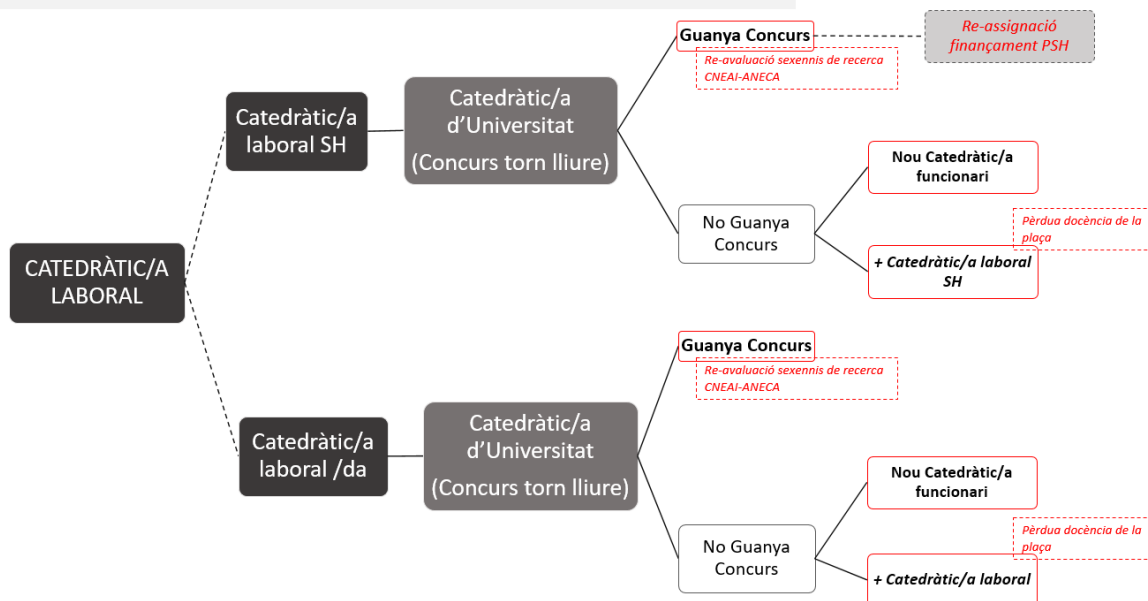 CATEDRÀTIC/A
LABORAL
Catedràtic/a
laboral SH
Catedràtic/a
d'Universitat
(Concurs torn lliure)
Guanya Concurs
Re-avaluació sexennis de recerca
CNEAI-ANECA
Re-assignació
finançament PSH
No Guanya
Concurs
Nou Catedràtic/a
funcionari
Pèrdua docència de la
plaça
+ Catedràtic/a laboral
SH
Catedràtic/a
laboral /da
Catedràtic/a
d'Universitat
(Concurs torn lliure)
Guanya Concurs
Re-avaluació sexennis de recerca
CNEAI-ANECA
No Guanya
Concurs
Nou Catedràtic/a
funcionari
Pèrdua docència de la
plaça
+ Catedràtic/a laboral